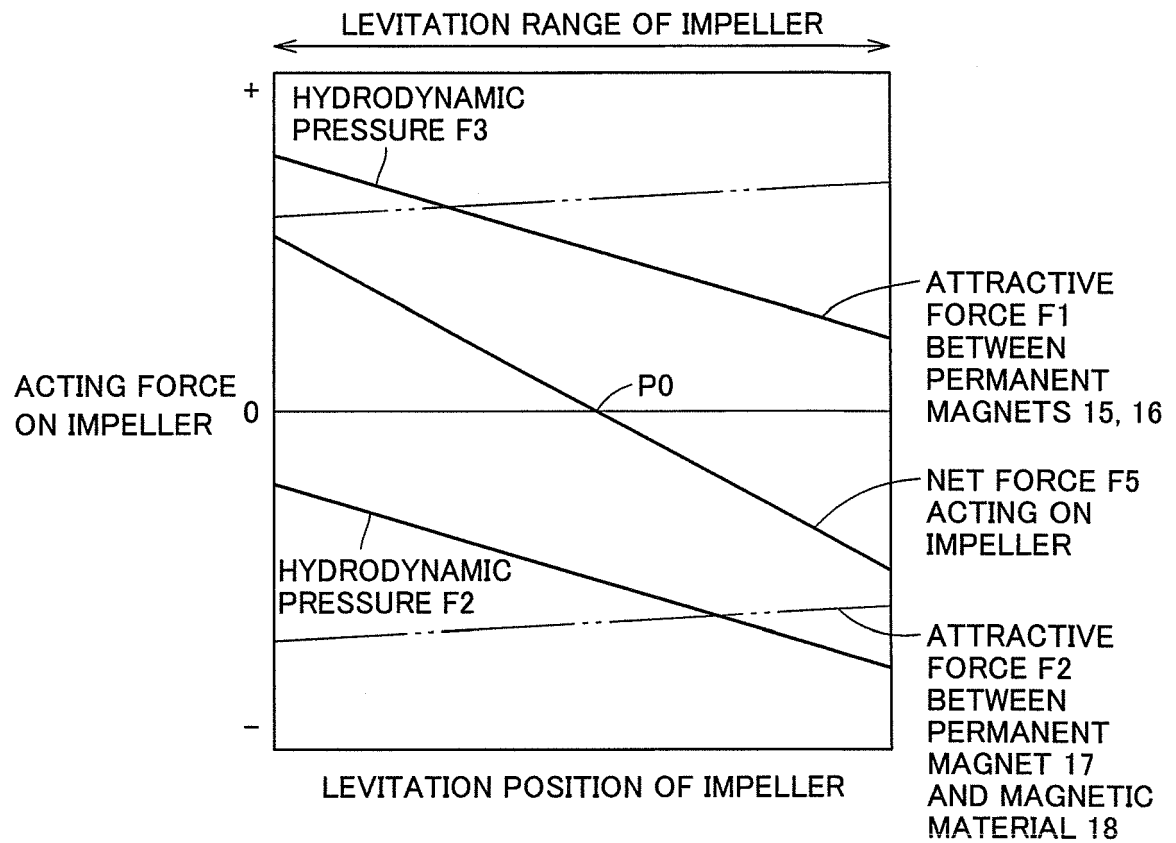 LEVITATION RANGE OF IMPELLER
+
HYDRODYNAMIC
PRESSURE F3
ATTRACTIVE
FORCE F1
BETWEEN
PERMANENT
MAGNETS 15, 16
P0
ACTING FORCE
ON IMPELLER
0
NET FORCE F5
ACTING ON
IMPELLER
HYDRODYNAMIC
PRESSURE F2
ATTRACTIVE
FORCE F2
BETWEEN
PERMANENT
MAGNET 17
AND MAGNETIC
MATERIAL 18
-
LEVITATION POSITION OF IMPELLER